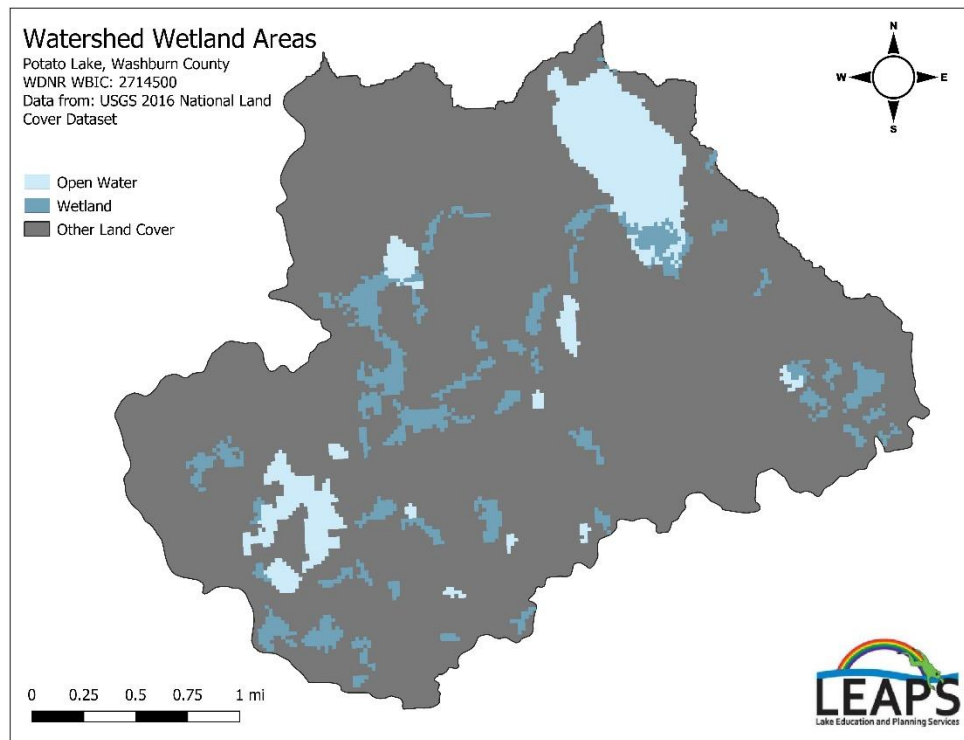 Watershed Wetland Areas
Potato Lake, Washburn County
WDNR WBIC: 2714500
Data from: USGS 2016 National Land
Cover Dataset
Open Water
Wetland
Other Land Cover
N
W E
S
0 0.25 0.5 0.75 1 mi
LEAPS
Lake Education and Planning Services